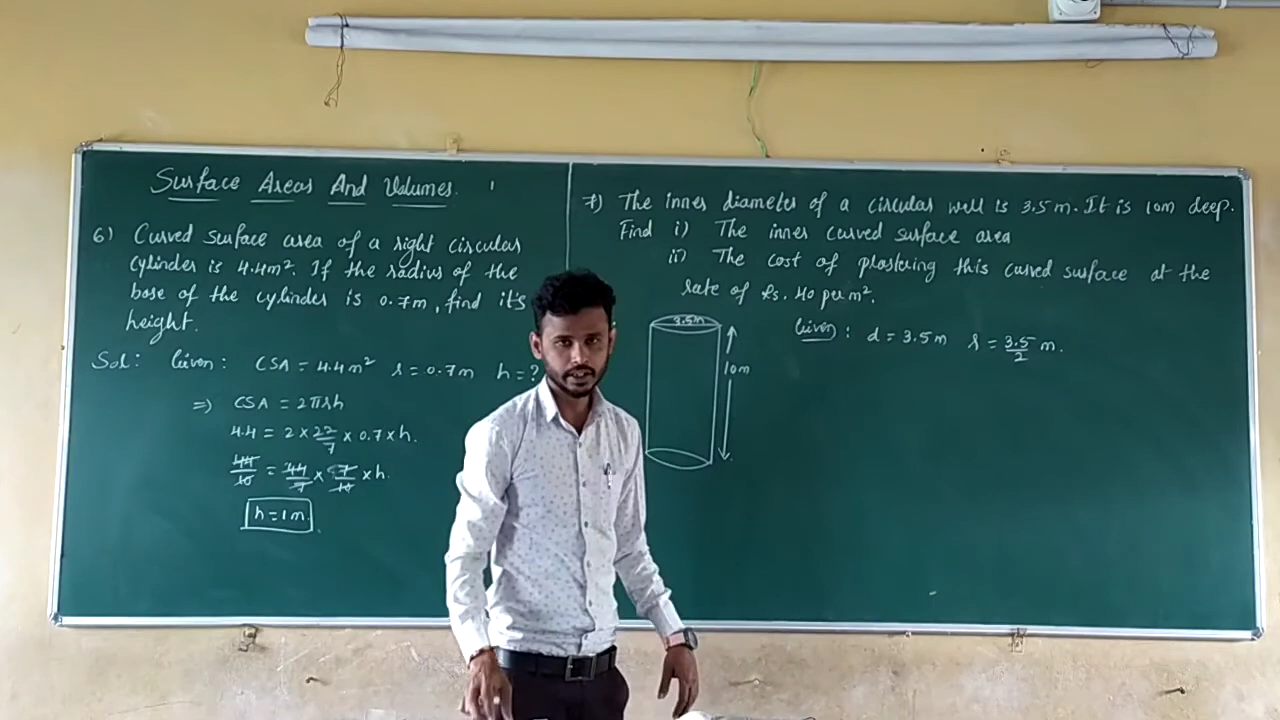 Surface Areas And Volumes.
6) Curved surface area of a right circular
cylinder is 4.4m². If the radius of the
base of the cylinder is 0.7m, find it's
height.
Sol: Given: CSA = 4.4m² r = 0.7m h = ?
=> CSA = 2πrh
4.4 = 2 × 22/7 × 0.7 × h.
44/10 = 44/7 × 7/10 × h.
h = 1m
7) The inner diameter of a circular well is 3.5m. It is 10m deep.
Find i) The inner curved surface area
ii) The cost of plastering this curved surface at the
rate of Rs. 40 per m².
3.5m
10m
Given: d = 3.5m r = 3.5/2 m.